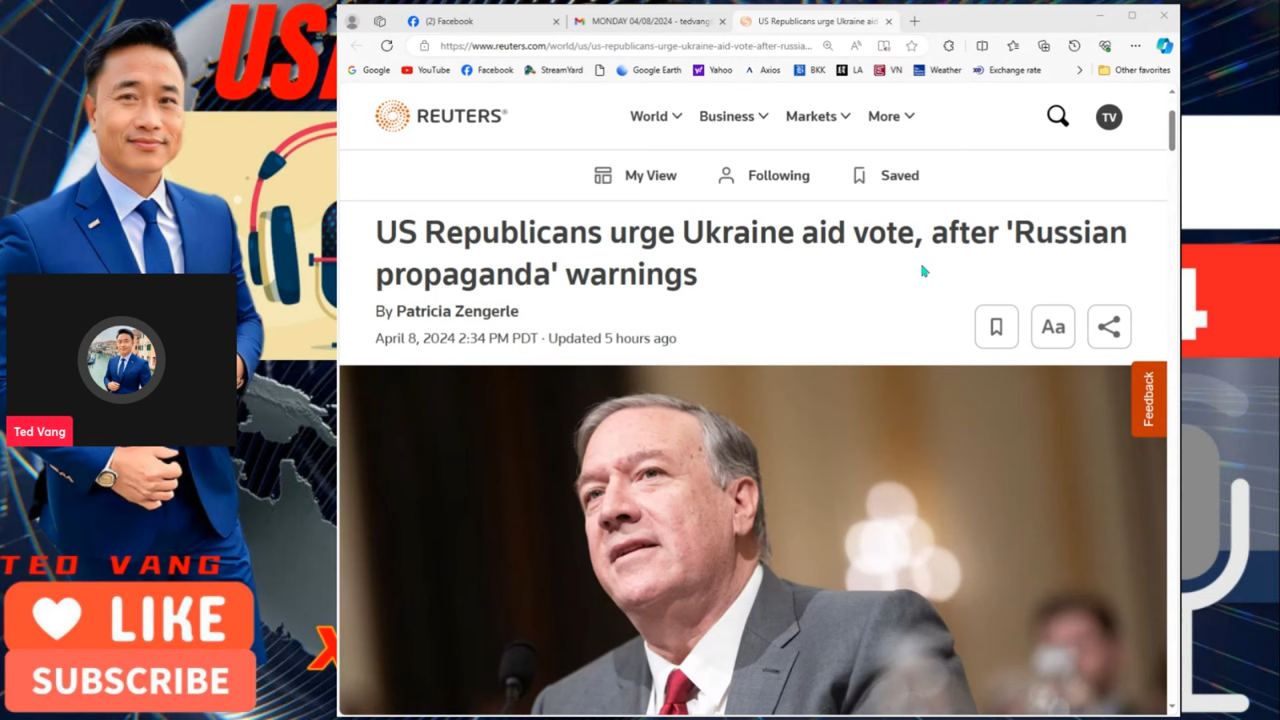 US
(2) Facebook
MONDAY 04/08/2024 - tedvang
US Republicans urge Ukraine aid
https://www.reuters.com/world/us/us-republicans-urge-ukraine-aid-vote-after-russia...
Google YouTube Facebook StreamYard Google Earth Yahoo Axios BKK LA VN Weather Exchange rate Other favorites
REUTERS®
World Business Markets More
TV
My View Following Saved
US Republicans urge Ukraine aid vote, after 'Russian
propaganda' warnings
By Patricia Zengerle
April 8, 2024 2:34 PM PDT · Updated 5 hours ago
Aa
Feedback
Ted Vang
TED VANG
LIKE
SUBSCRIBE
X
4